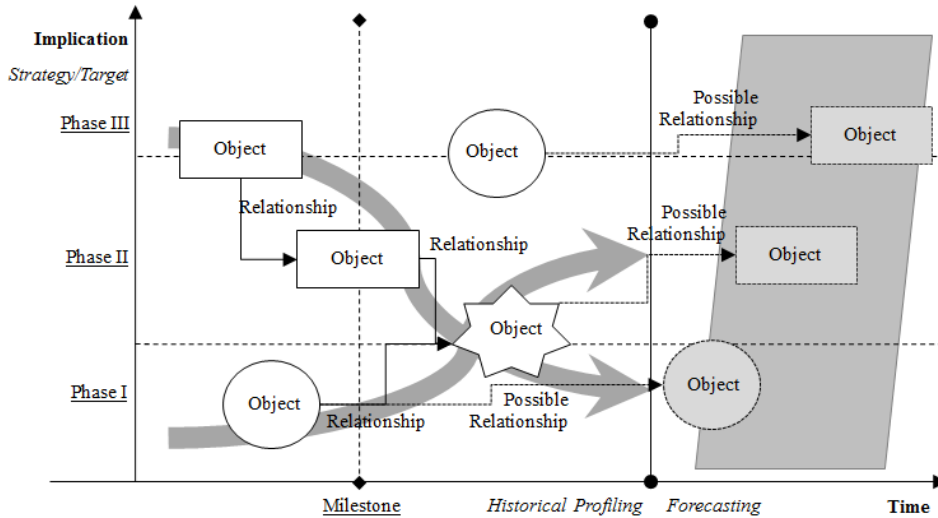 Implication
Strategy/Target
Phase III
Object
Object
Possible
Relationship
Object
Relationship
Possible
Relationship
Phase II
Object
Relationship
Object
Object
Phase I
Object
Relationship
Possible
Relationship
Object
Milestone
Historical Profiling
Forecasting
Time